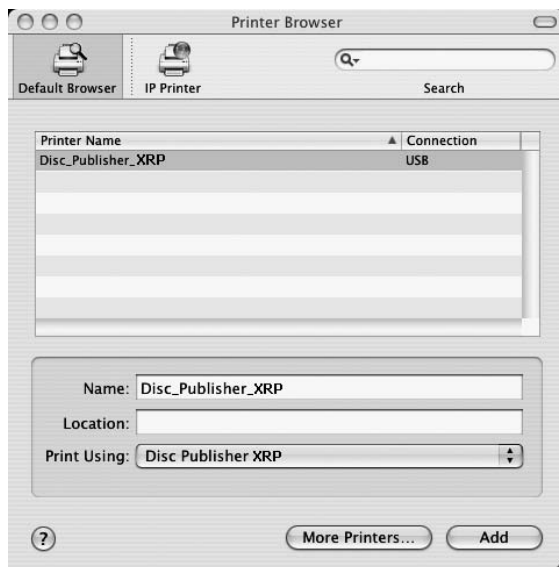 Printer Browser
Default Browser
IP Printer
Search
Printer Name
Connection
Disc_Publisher_XRP
USB
Name: Disc_Publisher_XRP
Location:
Print Using: Disc Publisher XRP
?
More Printers...
Add